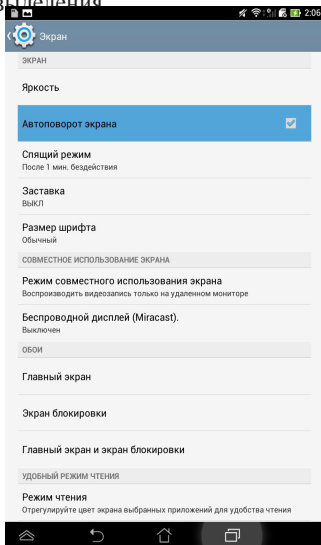 выделения
2:06
Экран
ЭКРАН
Яркость
Автоповорот экрана
Спящий режим
После 1 мин. бездействия
Заставка
ВЫКЛ
Размер шрифта
Обычный
СОВМЕСТНОЕ ИСПОЛЬЗОВАНИЕ ЭКРАНА
Режим совместного использования экрана
Воспроизводить видеозапись только на удаленном мониторе
Беспроводной дисплей (Miracast).
Выключен
ОБОИ
Главный экран
Экран блокировки
Главный экран и экран блокировки
УДОБНЫЙ РЕЖИМ ЧТЕНИЯ
Режим чтения
Отрегулируйте цвет экрана выбранных приложений для удобства чтения